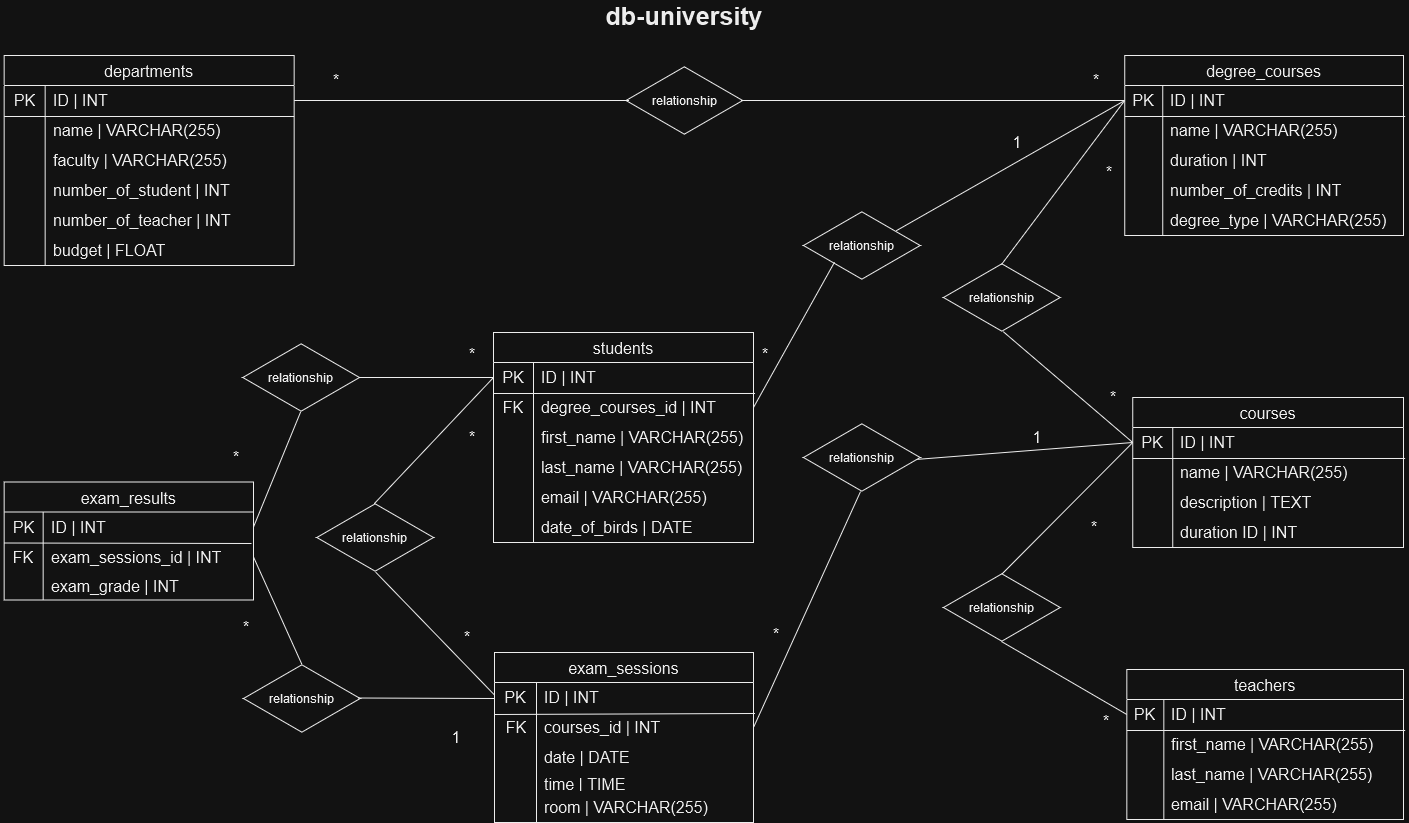 db-university
departments
PK ID | INT
name | VARCHAR(255)
faculty | VARCHAR(255)
number_of_student | INT
number_of_teacher | INT
budget | FLOAT
*
relationship
*
degree_courses
PK ID | INT
name | VARCHAR(255)
duration | INT
number_of_credits | INT
degree_type | VARCHAR(255)
1
*
relationship
*
relationship
*
students
PK ID | INT
FK degree_courses_id | INT
first_name | VARCHAR(255)
last_name | VARCHAR(255)
email | VARCHAR(255)
date_of_birds | DATE
*
relationship
*
*
relationship
*
courses
PK ID | INT
name | VARCHAR(255)
description | TEXT
duration ID | INT
1
relationship
*
*
relationship
*
exam_results
PK ID | INT
FK exam_sessions_id | INT
exam_grade | INT
*
relationship
1
exam_sessions
PK ID | INT
FK courses_id | INT
date | DATE
time | TIME
room | VARCHAR(255)
teachers
PK ID | INT
first_name | VARCHAR(255)
last_name | VARCHAR(255)
email | VARCHAR(255)